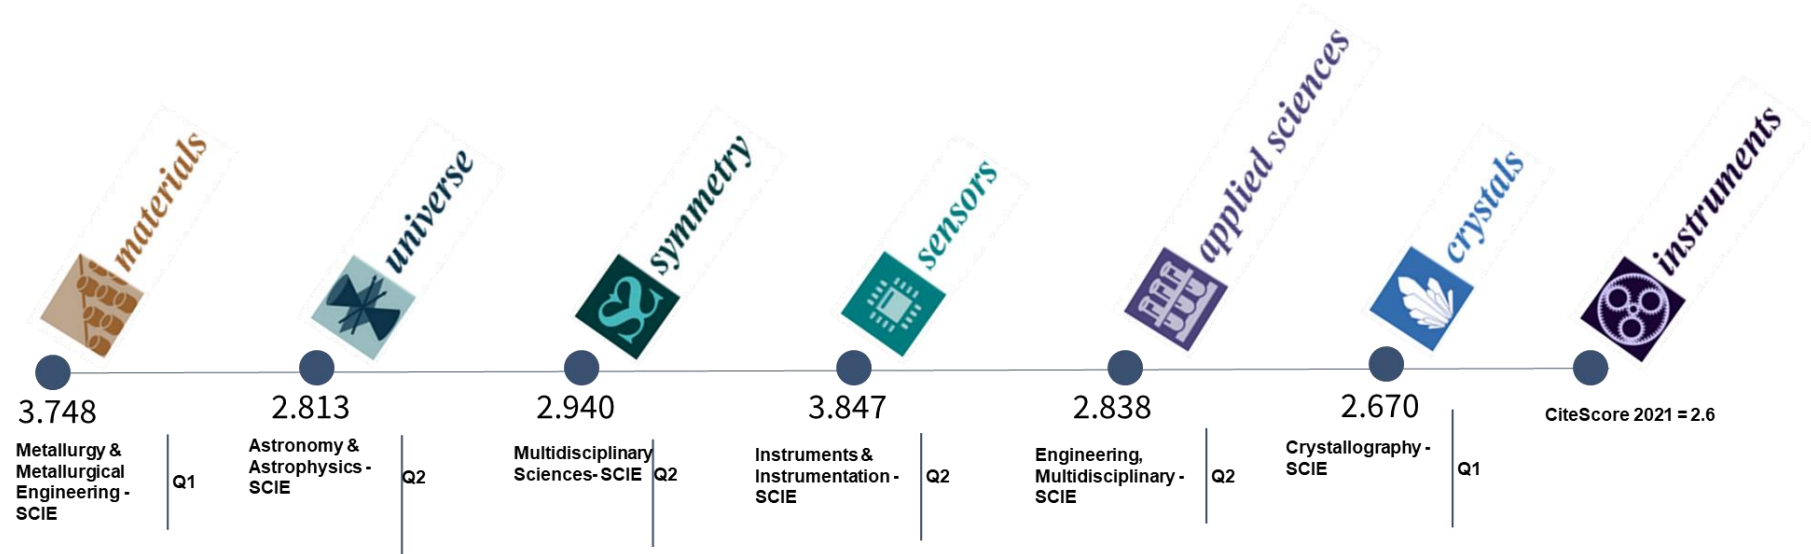 materials
universe
symmetry
sensors
applied sciences
crystals
instruments
3.748
Metallurgy &
Metallurgical
Engineering -
SCIE
Q1
2.813
Astronomy &
Astrophysics -
SCIE
Q2
2.940
Multidisciplinary
Sciences- SCIE
Q2
3.847
Instruments &
Instrumentation -
SCIE
Q2
2.838
Engineering,
Multidisciplinary -
SCIE
Q2
2.670
Crystallography -
SCIE
Q1
CiteScore 2021 = 2.6